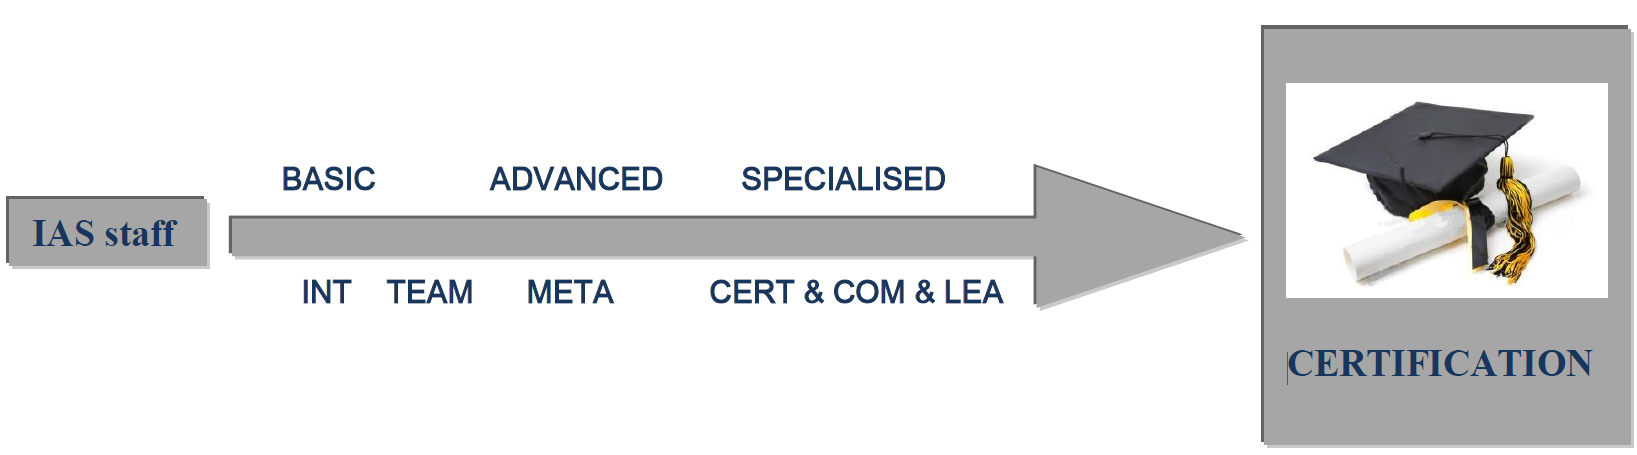 BASIC ADVANCED SPECIALISED
IAS staff
INT TEAM META CERT & COM & LEA
CERTIFICATION